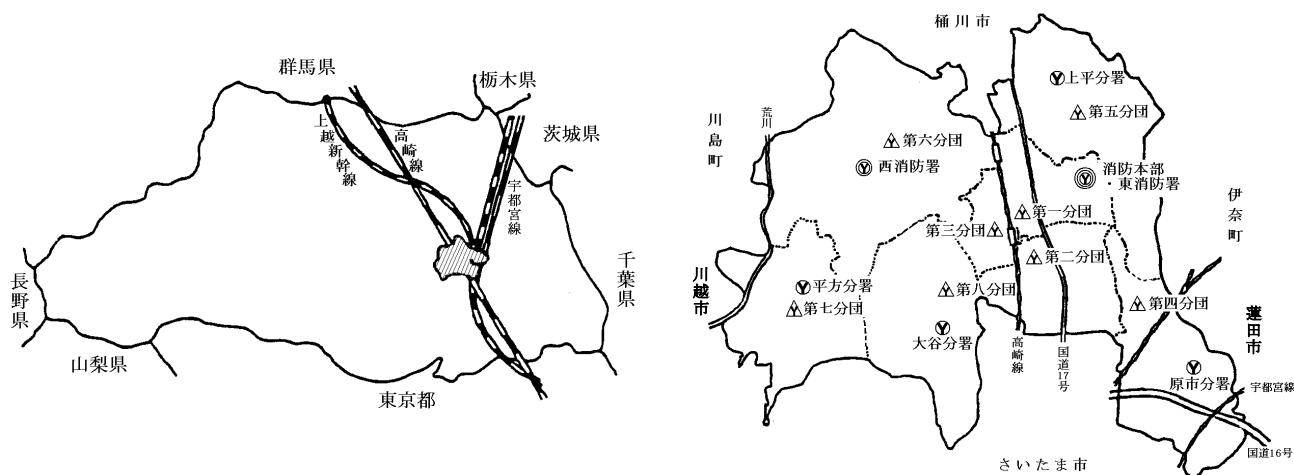 群馬県
栃木県
茨城県
上越新幹線
高崎線
宇都宮線
千葉県
長野県
山梨県
東京都
桶川市
上平分署
第五分団
川島町
荒川
第六分団
西消防署
消防本部
東消防署
伊奈町
第一分団
第三分団
第二分団
川越市
平方分署
第七分団
第八分団
第四分団
蓮田市
大谷分署
高崎線
国道17号
原市分署
宇都宮線
国道16号
さいたま市